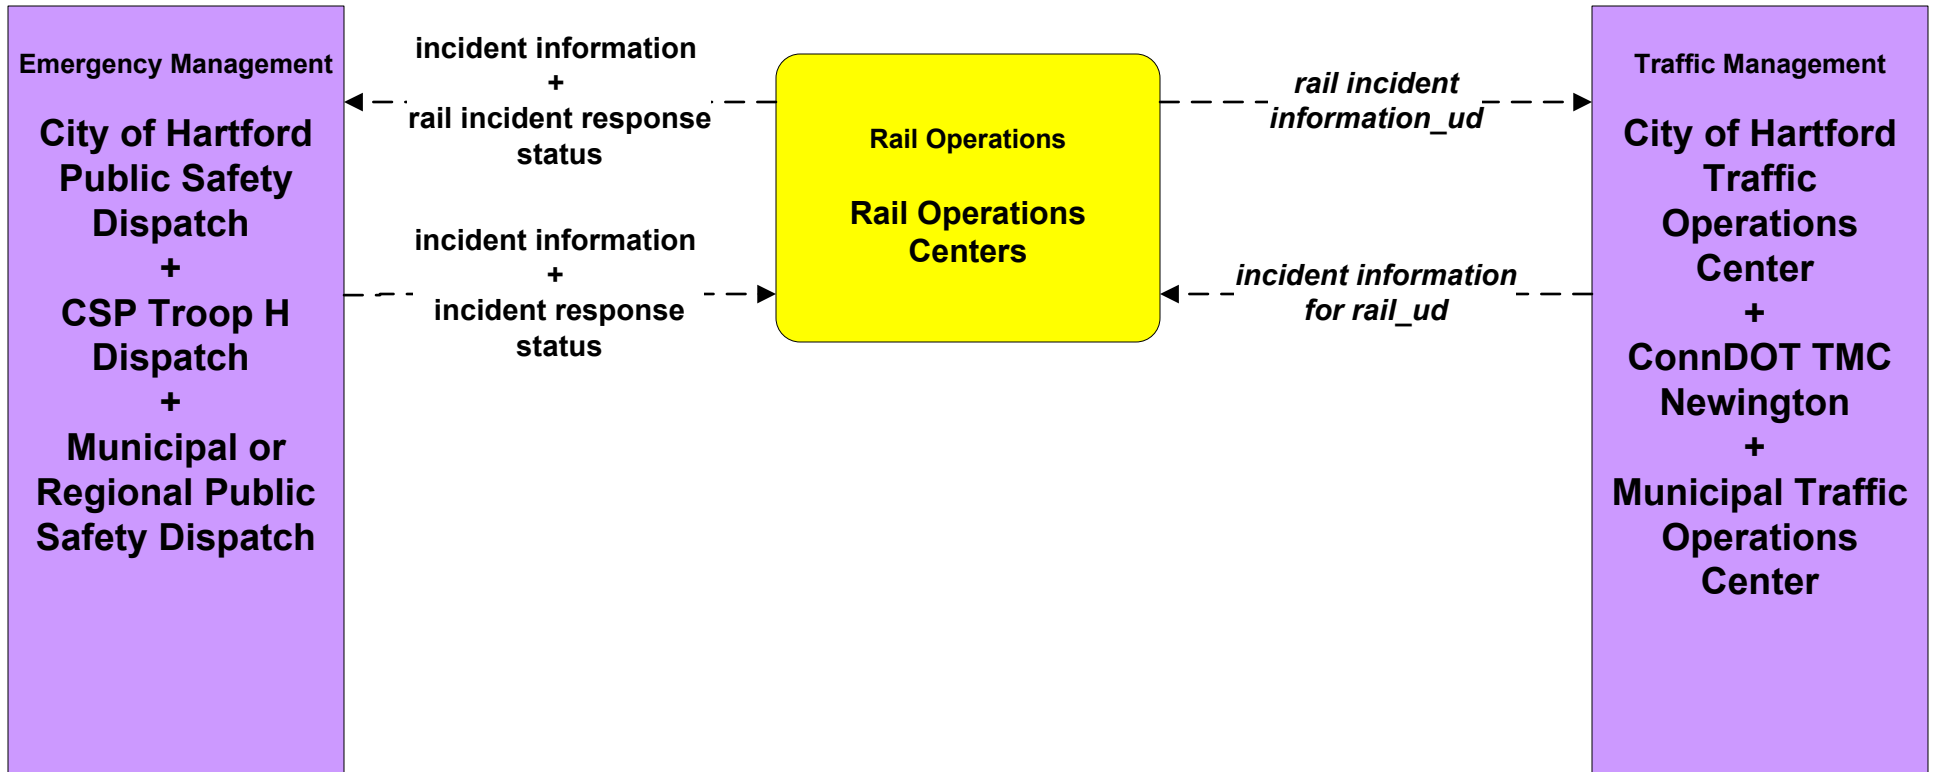 Emergency Management
City of Hartford
Public Safety
Dispatch
+
CSP Troop H
Dispatch
+
Municipal or
Regional Public
Safety Dispatch
incident information
+
rail incident response
status
incident information
+
incident response
status
Rail Operations
Rail Operations
Centers
rail incident
information_ud
incident information
for rail_ud
Traffic Management
City of Hartford
Traffic
Operations
Center
+
ConnDOT TMC
Newington
+
Municipal Traffic
Operations
Center